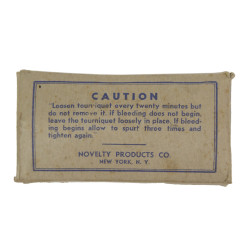 CAUTION
Loosen tourniquet every twenty minutes but
do not remove it, if bleeding does not begin,
leave the tourniquet loosely in place. If bleed-
ing begins allow to spurt three times and
tighten again.
NOVELTY PRODUCTS CO.
NEW YORK, N. Y.